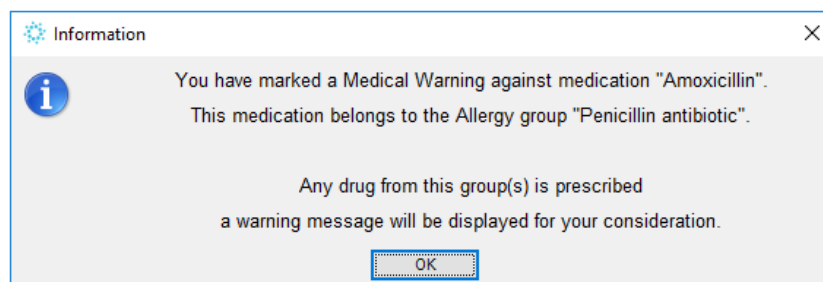 Information
You have marked a Medical Warning against medication "Amoxicillin".
This medication belongs to the Allergy group "Penicillin antibiotic".
Any drug from this group(s) is prescribed
a warning message will be displayed for your consideration.
OK